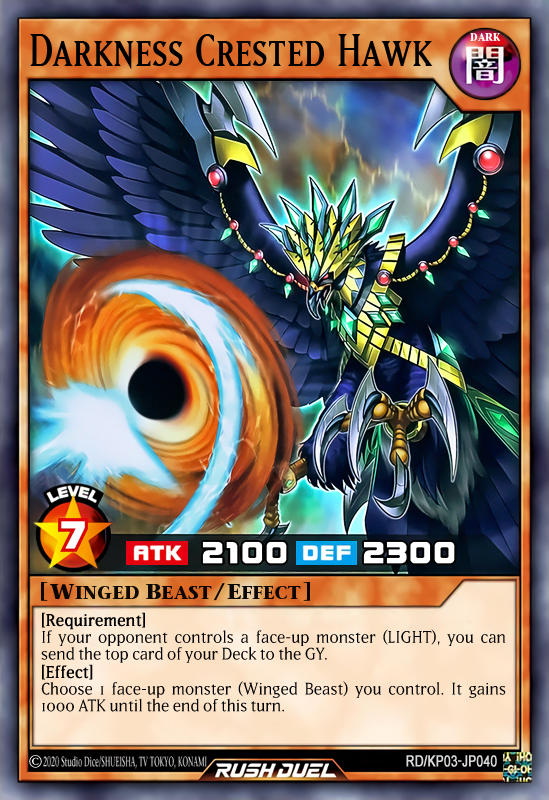 DARKNESS CRESTED HAWK
DARK
闇
LEVEL
7
ATK 2100 DEF 2300
[WINGED BEAST/EFFECT]
[Requirement]
If your opponent controls a face-up monster (LIGHT), you can
send the top card of your Deck to the GY.
[Effect]
Choose 1 face-up monster (Winged Beast) you control. It gains
1000 ATK until the end of this turn.
©2020 Studio Dice/SHUEISHA, TV TOKYO, KONAMI
RUSH DUEL
RD/KP03-JP040